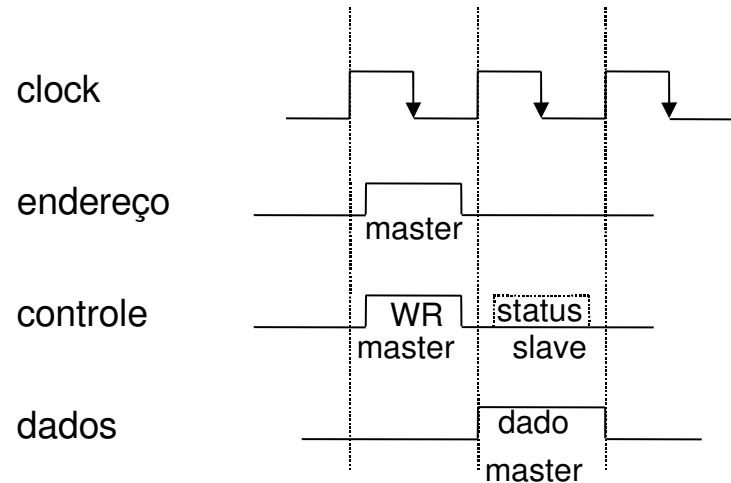 clock
endereço
master
controle
WR
status
master
slave
dados
dado
master